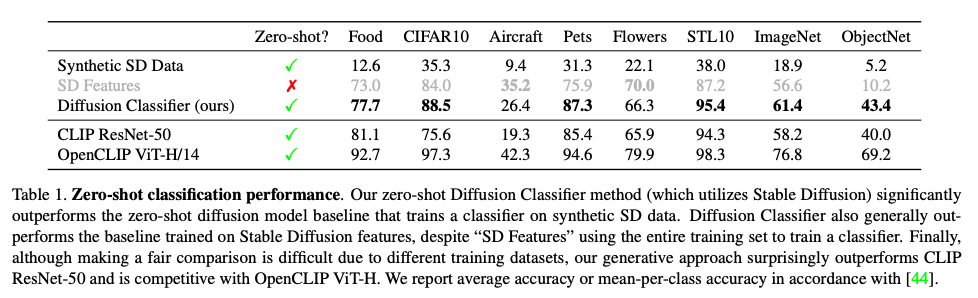 Zero-shot? Food CIFAR10 Aircraft Pets Flowers STL10 ImageNet ObjectNet
Synthetic SD Data ✓ 12.6 35.3 9.4 31.3 22.1 38.0 18.9 5.2
SD Features ✗ 73.0 84.0 35.2 75.9 70.0 87.2 56.6 10.2
Diffusion Classifier (ours) ✓ 77.7 88.5 26.4 87.3 66.3 95.4 61.4 43.4
CLIP ResNet-50 ✓ 81.1 75.6 19.3 85.4 65.9 94.3 58.2 40.0
OpenCLIP ViT-H/14 ✓ 92.7 97.3 42.3 94.6 79.9 98.3 76.8 69.2
Table 1. Zero-shot classification performance. Our zero-shot Diffusion Classifier method (which utilizes Stable Diffusion) significantly
outperforms the zero-shot diffusion model baseline that trains a classifier on synthetic SD data. Diffusion Classifier also generally out-
performs the baseline trained on Stable Diffusion features, despite “SD Features” using the entire training set to train a classifier. Finally,
although making a fair comparison is difficult due to different training datasets, our generative approach surprisingly outperforms CLIP
ResNet-50 and is competitive with OpenCLIP ViT-H. We report average accuracy or mean-per-class accuracy in accordance with [44].